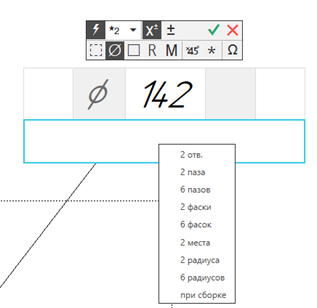 *2 X±  ±
Ø R M *45° * Ω
Ø 142
2 отв.
2 паза
6 пазов
2 фаски
6 фасок
2 места
2 радиуса
6 радиусов
при сборке